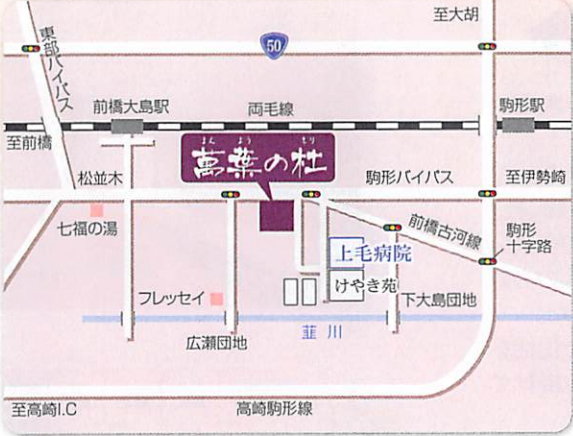 至大胡
東部バイパス
50
前橋大島駅
両毛線
駒形駅
至前橋
まん よう もり
萬葉の杜
松並木
駒形バイパス
至伊勢崎
七福の湯
前橋古河線
駒形
十字路
上毛病院
けやき苑
フレッセイ
下大島団地
広瀬団地
韮川
至高崎I.C
高崎駒形線